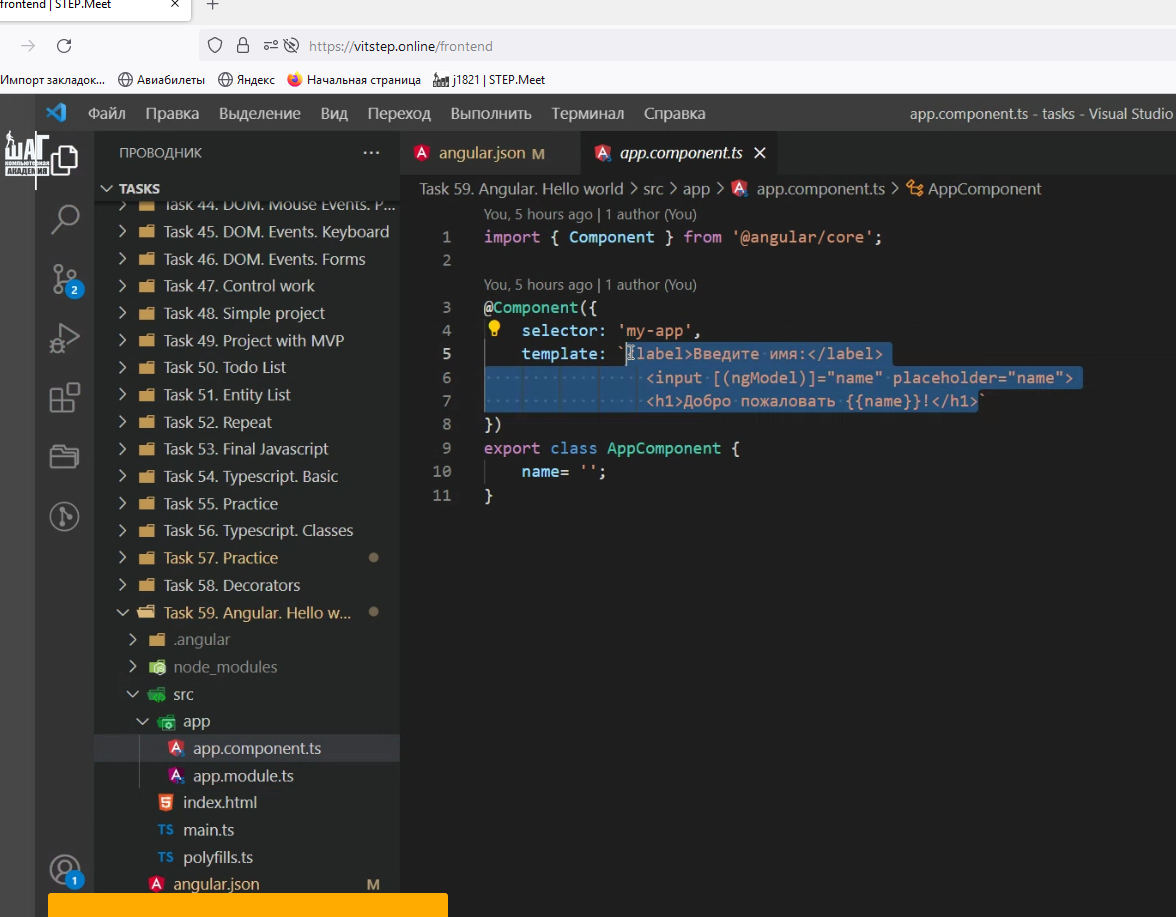 frontend | STEP.Meet
https://vitstep.online/frontend
Импорт закладок... Авиабилеты Яндекс Начальная страница j1821 | STEP.Meet
Файл Правка Выделение Вид Переход Выполнить Терминал Справка app.component.ts - tasks - Visual Studio
ШАГ
КОМПЬЮТЕРНАЯ
АКАДЕМИЯ
ПРОВОДНИК ...
TASKS
Task 44. DOM. Mouse Events. P...
Task 45. DOM. Events. Keyboard
Task 46. DOM. Events. Forms
Task 47. Control work
Task 48. Simple project
Task 49. Project with MVP
Task 50. Todo List
Task 51. Entity List
Task 52. Repeat
Task 53. Final Javascript
Task 54. Typescript. Basic
Task 55. Practice
Task 56. Typescript. Classes
Task 57. Practice
Task 58. Decorators
Task 59. Angular. Hello w...
.angular
node_modules
src
app
app.component.ts
app.module.ts
index.html
TS main.ts
TS polyfills.ts
angular.json M
2
1
angular.json M app.component.ts
Task 59. Angular. Hello world > src > app > app.component.ts > AppComponent
You, 5 hours ago | 1 author (You)
1 import { Component } from '@angular/core';
2
You, 5 hours ago | 1 author (You)
3 @Component({
4 selector: 'my-app',
5 template: `<label>Введите имя:</label>
6 <input [(ngModel)]="name" placeholder="name">
7 <h1>Добро пожаловать {{name}}!</h1>`
8 })
9 export class AppComponent {
10 name= '';
11 }